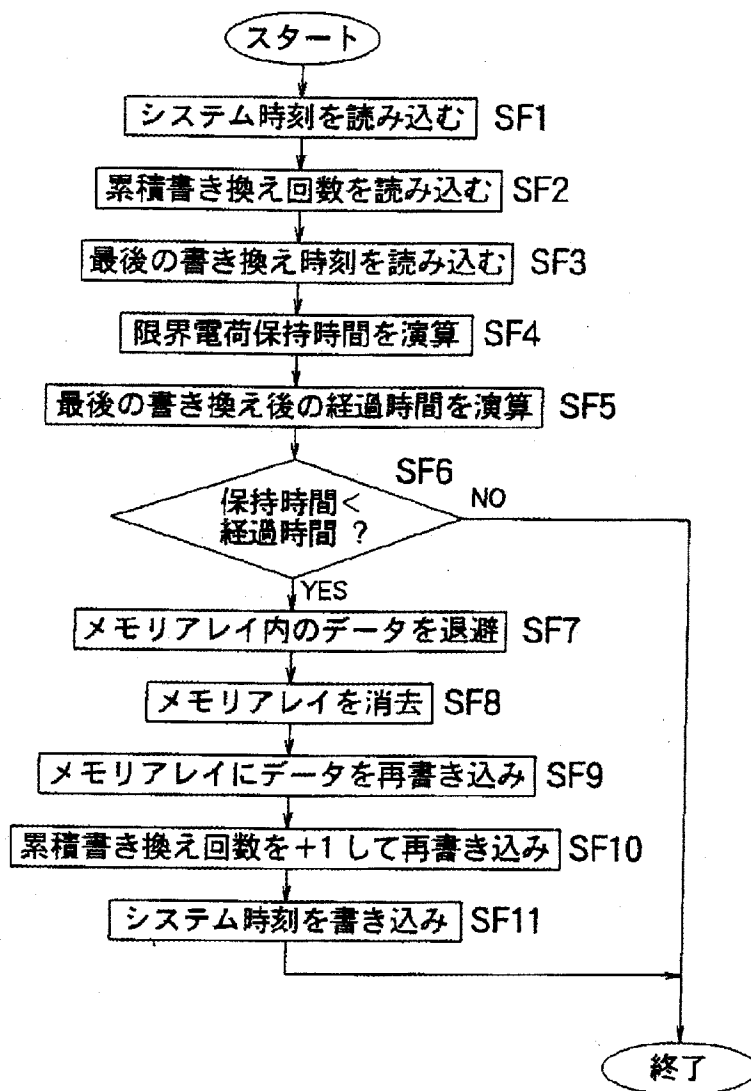 スタート
システム時刻を読み込む SF1
累積書き換え回数を読み込む SF2
最後の書き換え時刻を読み込む SF3
限界電荷保持時間を演算 SF4
最後の書き換え後の経過時間を演算 SF5
SF6
保持時間<
経過時間 ?
NO
YES
メモリアレイ内のデータを退避 SF7
メモリアレイを消去 SF8
メモリアレイにデータを再書き込み SF9
累積書き換え回数を+1して再書き込み SF10
システム時刻を書き込み SF11
終了